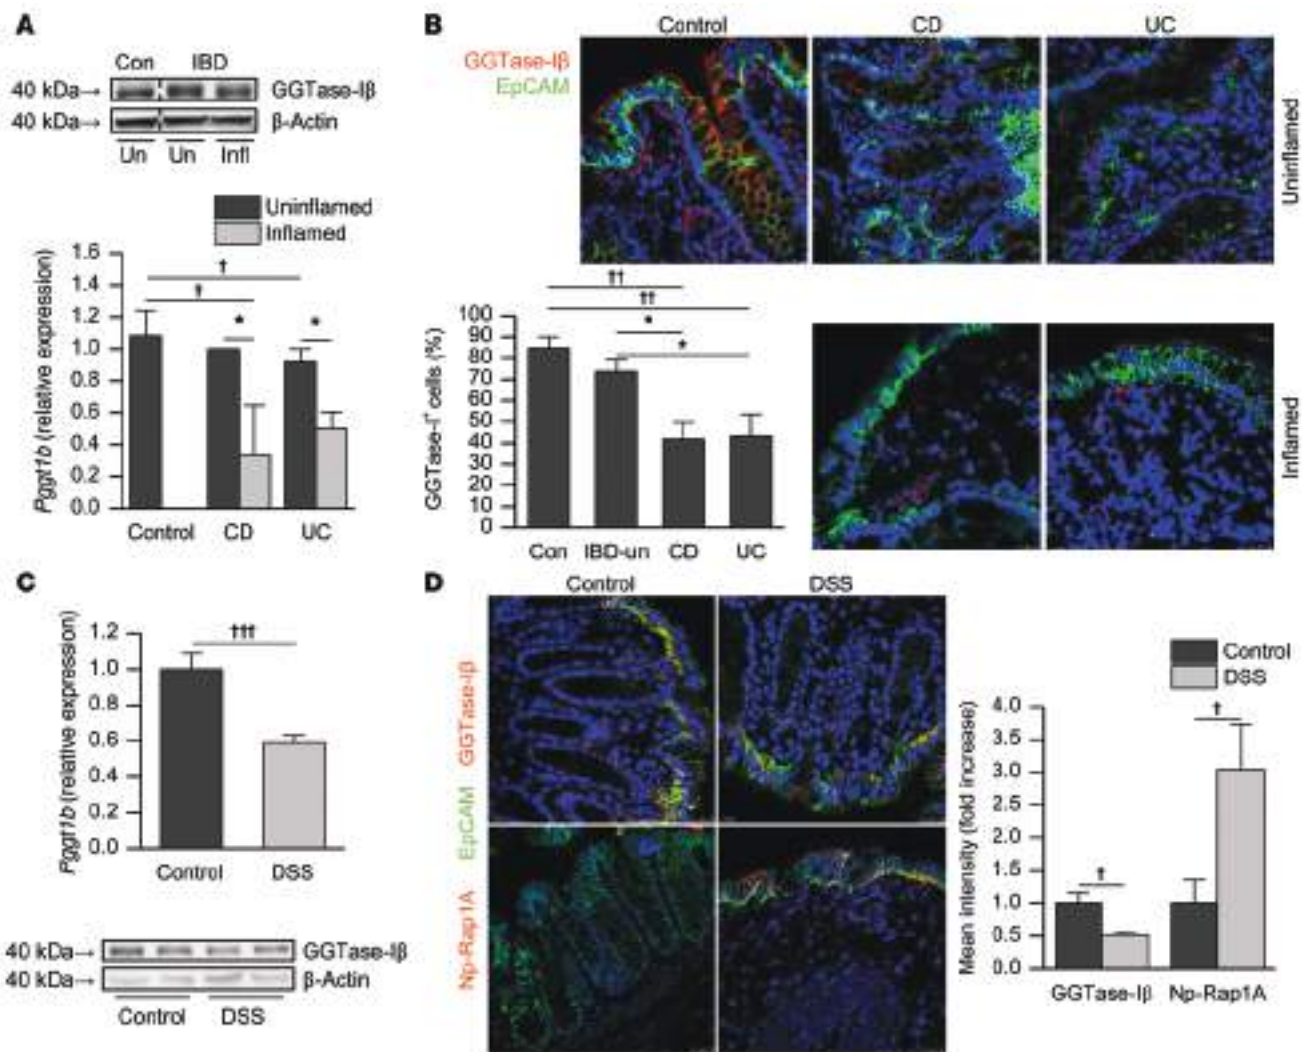 A
Con IBD
40 kDa→ GGTase-Iβ
40 kDa→ β-Actin
Un Un Infl
Uninflamed
Inflamed
Pggt1b (relative expression)
1.6
1.4
1.2
1.0
0.8
0.6
0.4
0.2
0.0
†
†
* *
Control CD UC
B
Control CD UC
GGTase-Iβ
EpCAM
Uninflamed
Inflamed
GGTase-I⁺ cells (%)
100
90
80
70
60
50
40
30
20
10
0
††
††
*
*
Con IBD-un CD UC
C
Pggt1b (relative expression)
1.2
1.0
0.8
0.6
0.4
0.2
0.0
†††
Control DSS
40 kDa→ GGTase-Iβ
40 kDa→ β-Actin
Control DSS
D
Control DSS
Np-Rap1A EpCAM GGTase-Iβ
Control
DSS
Mean intensity (fold increase)
4.0
3.5
3.0
2.5
2.0
1.5
1.0
0.5
0.0
†
†
GGTase-Iβ Np-Rap1A